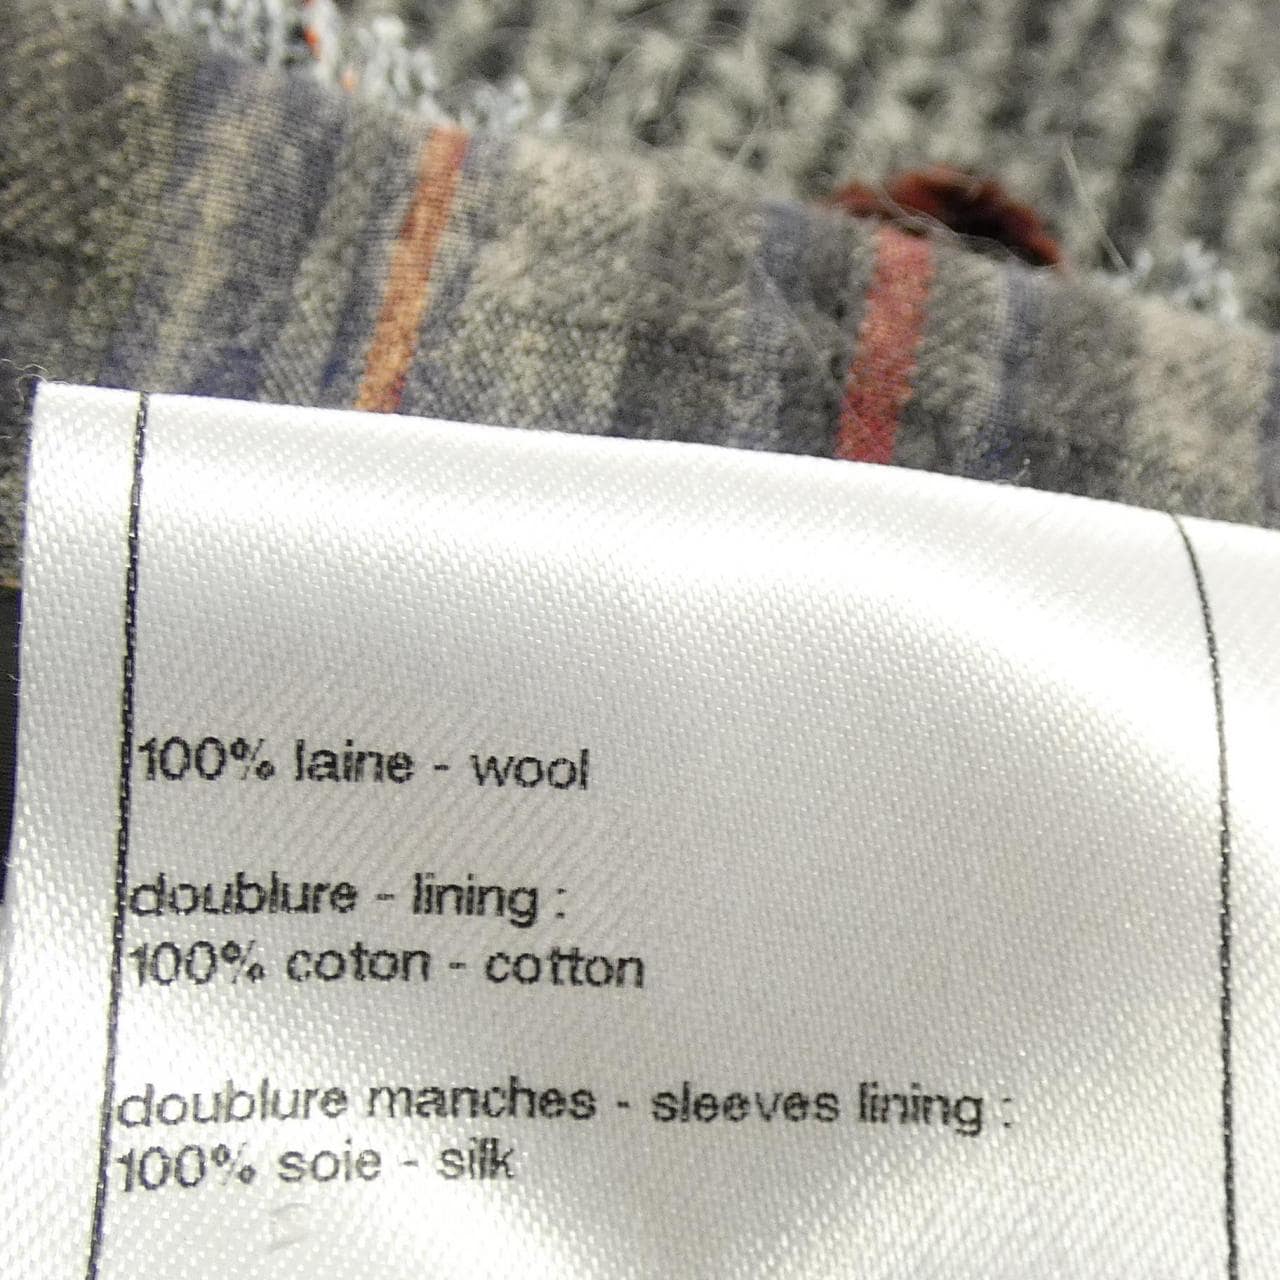 100% laine - wool
doublure - lining :
100% coton - cotton
doublure manches - sleeves lining :
100% soie - silk